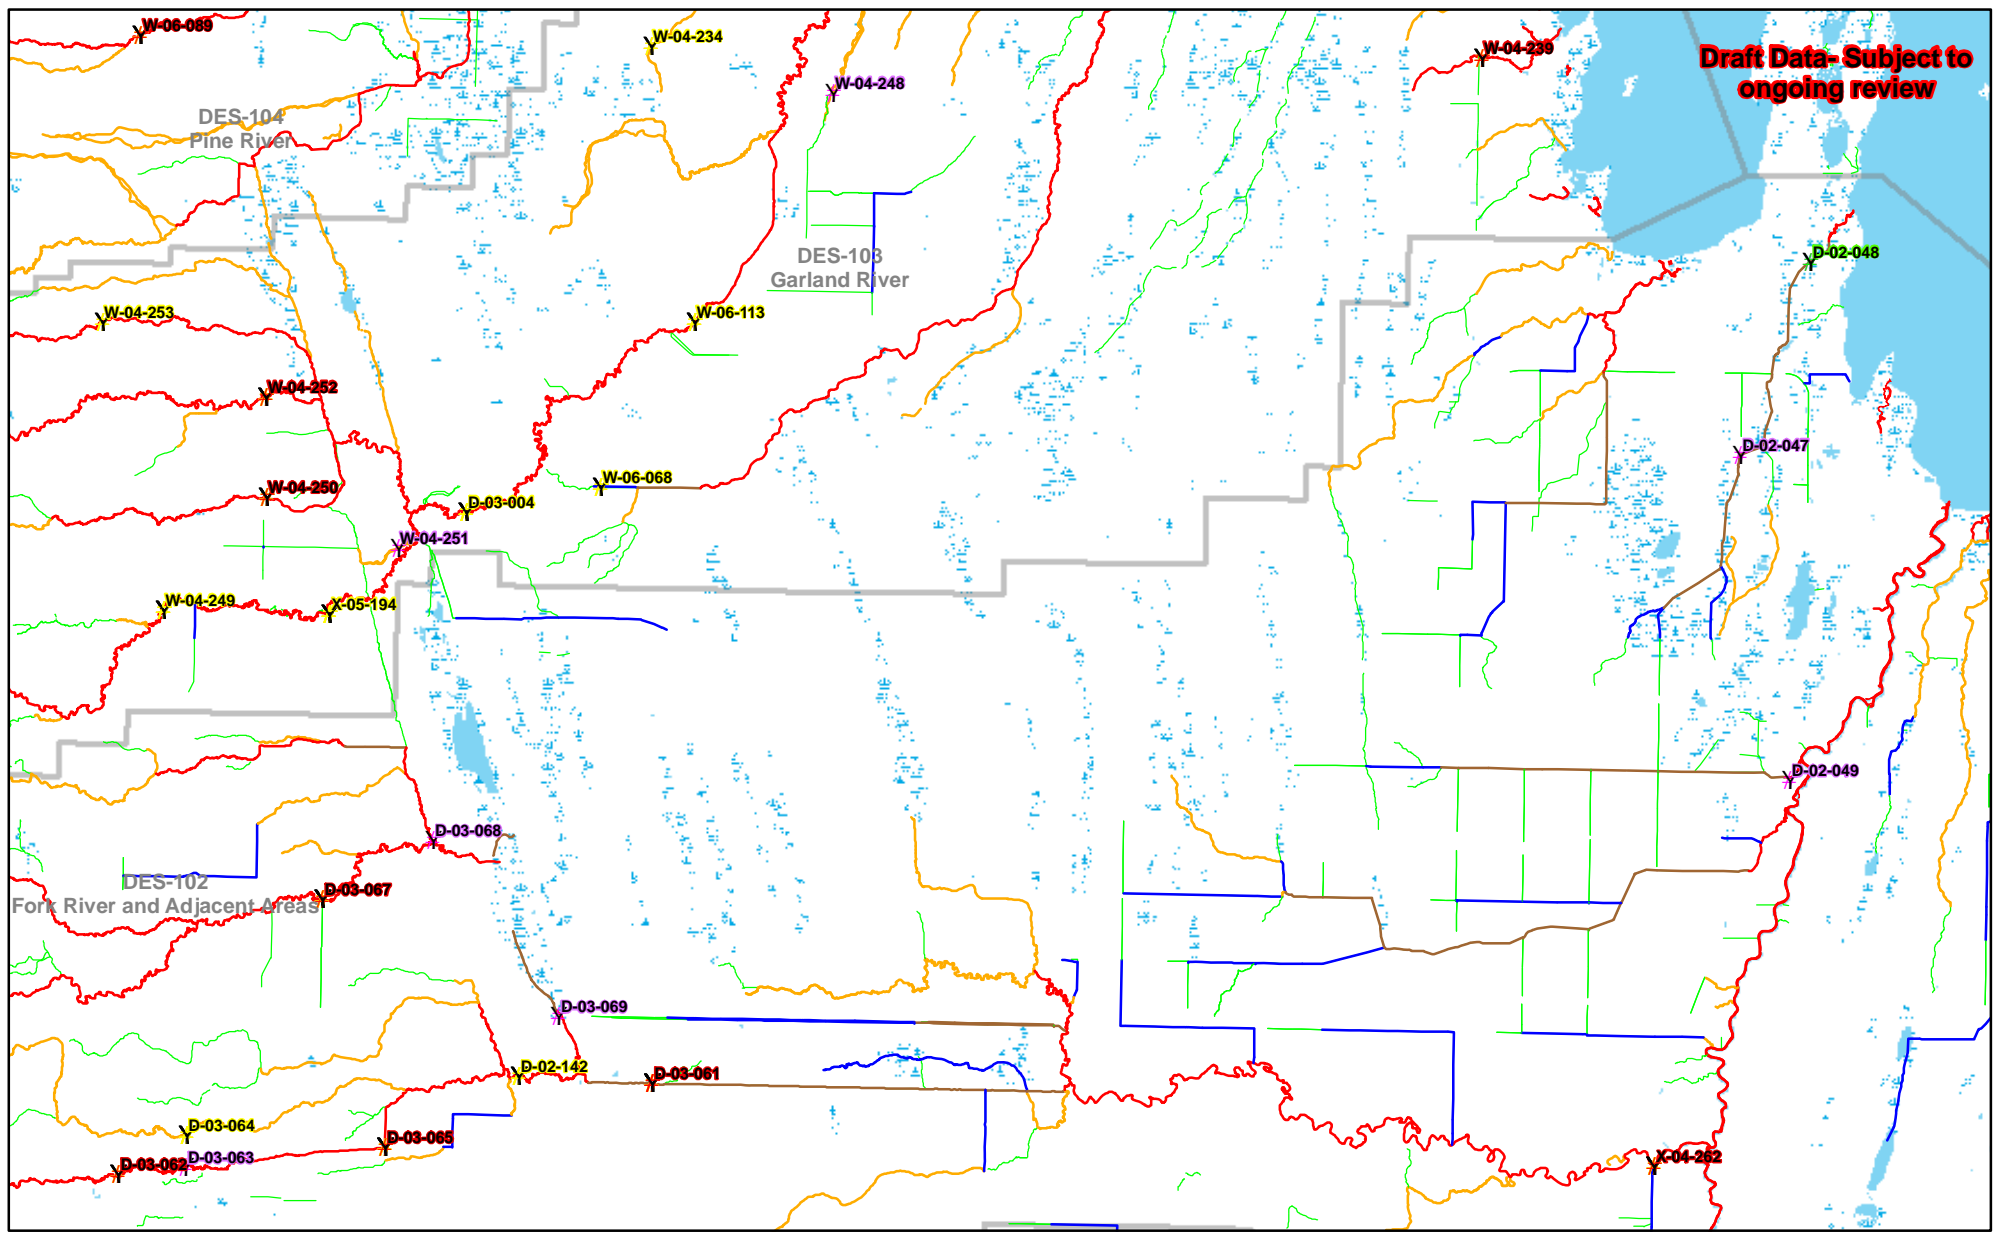 W-06-089
W-04-234
W-04-239
Draft Data- Subject to
ongoing review
W-04-248
DES-104
Pine River
D-02-048
DES-103
Garland River
W-04-253
W-06-113
W-04-252
D-02-047
W-06-068
W-04-250
D-03-004
W-04-251
W-04-249
X-05-194
D-02-049
D-03-068
DES-102
Fork River and Adjacent Areas
D-03-067
D-03-069
D-02-142
D-03-061
D-03-064
D-03-065
D-03-063
D-03-062
X-04-262